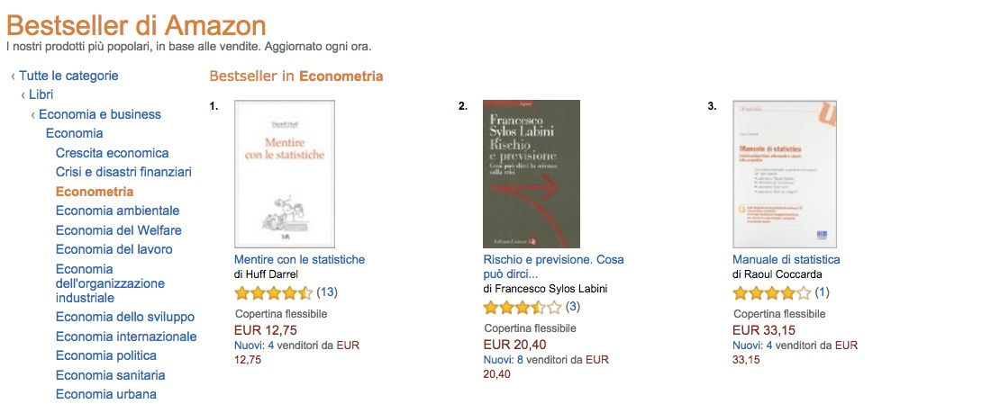 Bestseller di Amazon
I nostri prodotti più popolari, in base alle vendite. Aggiornato ogni ora.
‹ Tutte le categorie
‹ Libri
‹ Economia e business
Economia
Crescita economica
Crisi e disastri finanziari
Econometria
Economia ambientale
Economia del Welfare
Economia del lavoro
Economia
dell'organizzazione
industriale
Economia dello sviluppo
Economia internazionale
Economia politica
Economia sanitaria
Economia urbana
Bestseller in Econometria
1.
Darrell Huff
Mentire
con le statistiche
Mentire con le statistiche
di Huff Darrel
(13)
Copertina flessibile
EUR 12,75
Nuovi: 4 venditori da EUR
12,75
2.
Francesco
Sylos Labini
Rischio
e previsione
Cosa può dirci la scienza
sulla crisi
Editori Laterza
Rischio e previsione. Cosa
può dirci...
di Francesco Sylos Labini
(3)
Copertina flessibile
EUR 20,40
Nuovi: 8 venditori da EUR
20,40
3.
Manuale di statistica
Manuale di statistica
di Raoul Coccarda
(1)
Copertina flessibile
EUR 33,15
Nuovi: 4 venditori da EUR
33,15